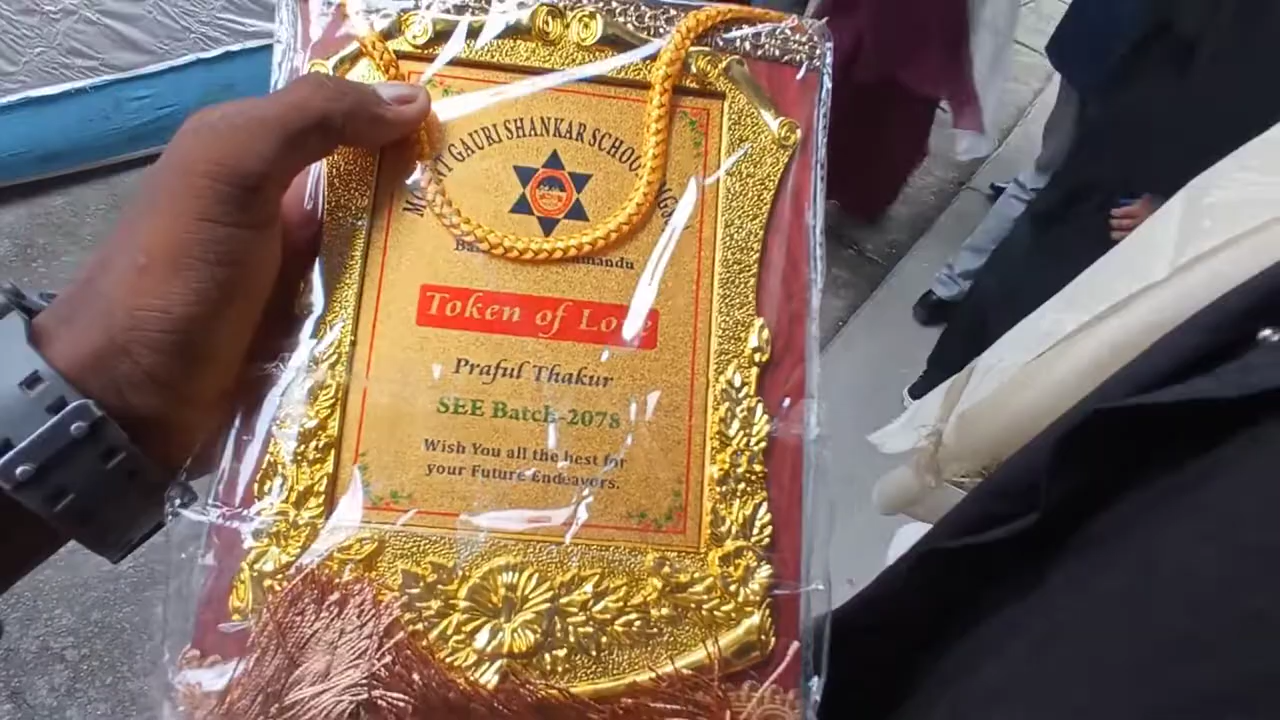 GAURI SHANKAR
Token of Love
Praful Thakur
SEE Batch-2078
Wish You all the best for
your Future Endeavors.